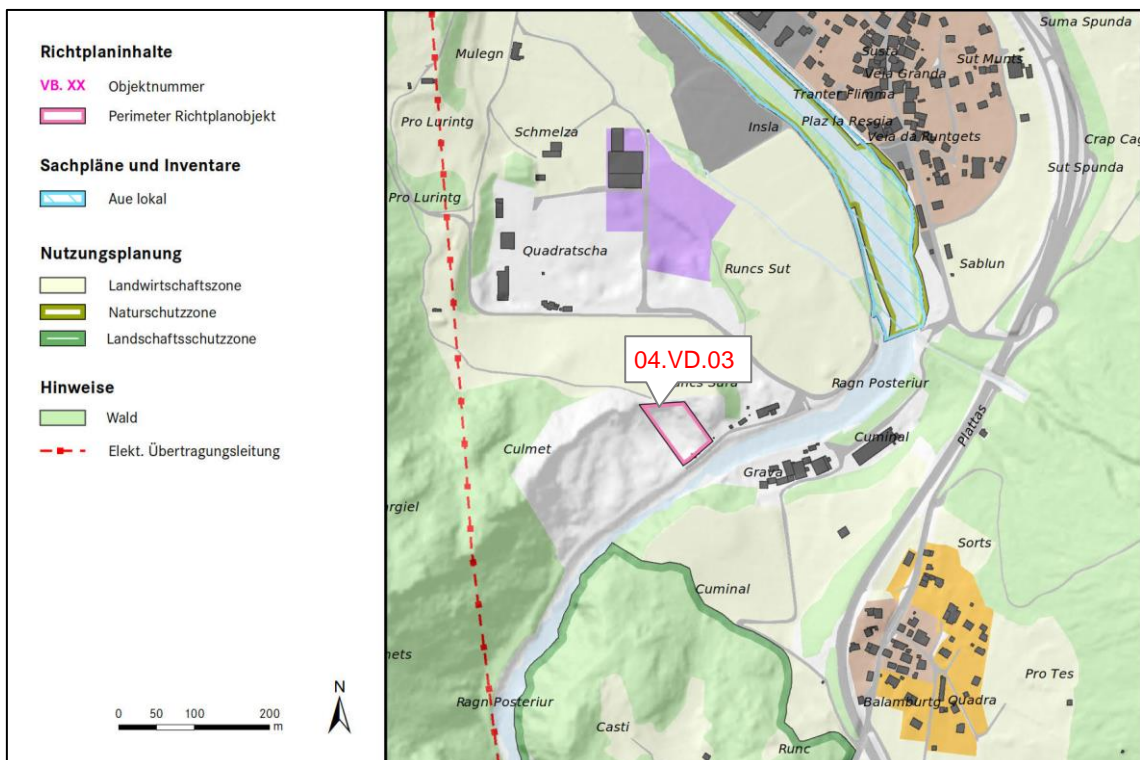 Richtplaninhalte
VB. XX Objektnummer
Perimeter Richtplanobjekt
Sachpläne und Inventare
Aue lokal
Nutzungsplanung
Landwirtschaftszone
Naturschutzzone
Landschaftsschutzzone
Hinweise
Wald
Elekt. Übertragungsleitung
0 50 100 200
m
N
Suma Spunda
Mulegn
Susta
Sut Munts
Vela Granda
Tranter Flimma
Pro Lurintg
Plaz la Resgia
Schmelza
Insla
Veia da Runtgets
Crap Cag
Sut Spunda
Pro Lurintg
Quadratscha
Sablun
Runcs Sut
04.VD.03
Ragn Posteriur
Plattas
Culmet
Cuminal
Grava
Sorts
Cuminal
Pro Tes
Ragn Posteriur
Balamburtg
Quadra
Casti
Runc